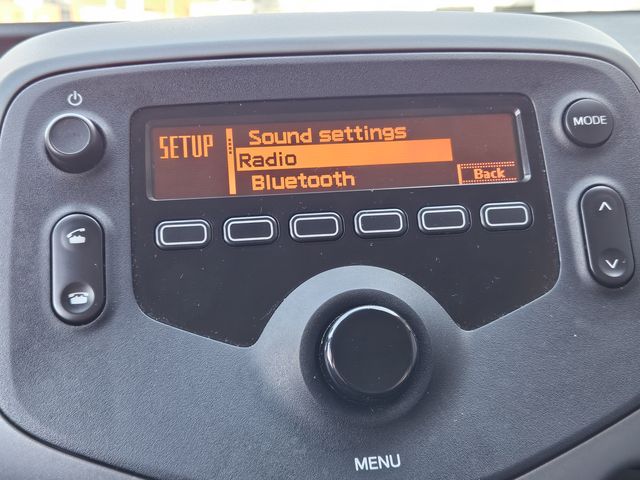 SETUP
Sound settings
Radio
Bluetooth
Back
MODE
MENU